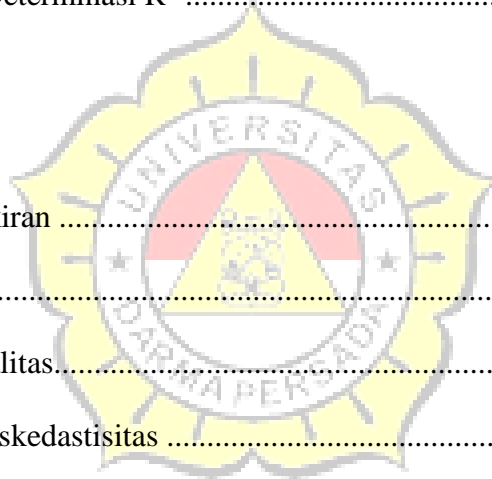 eterminasi R
UNIVERSITAS
iran ........................................................
................................................................
DARMA PERSADA
litas........................................................
skedastisitas ...........................................